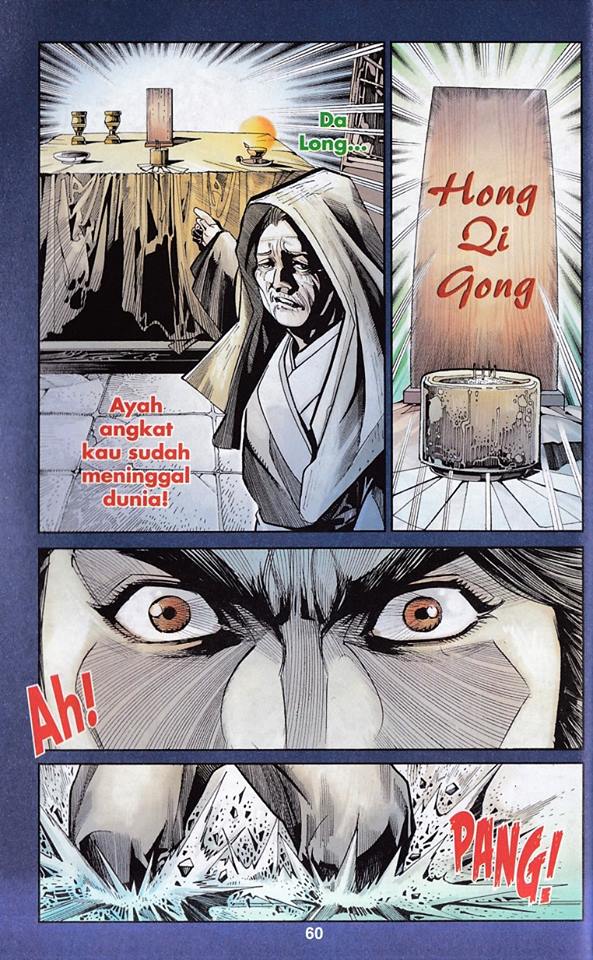 Da
Long...
Ayah
angkat
kau sudah
meninggal
dunia!
Hong
Qi
Gong
Ah!
PANG!
60